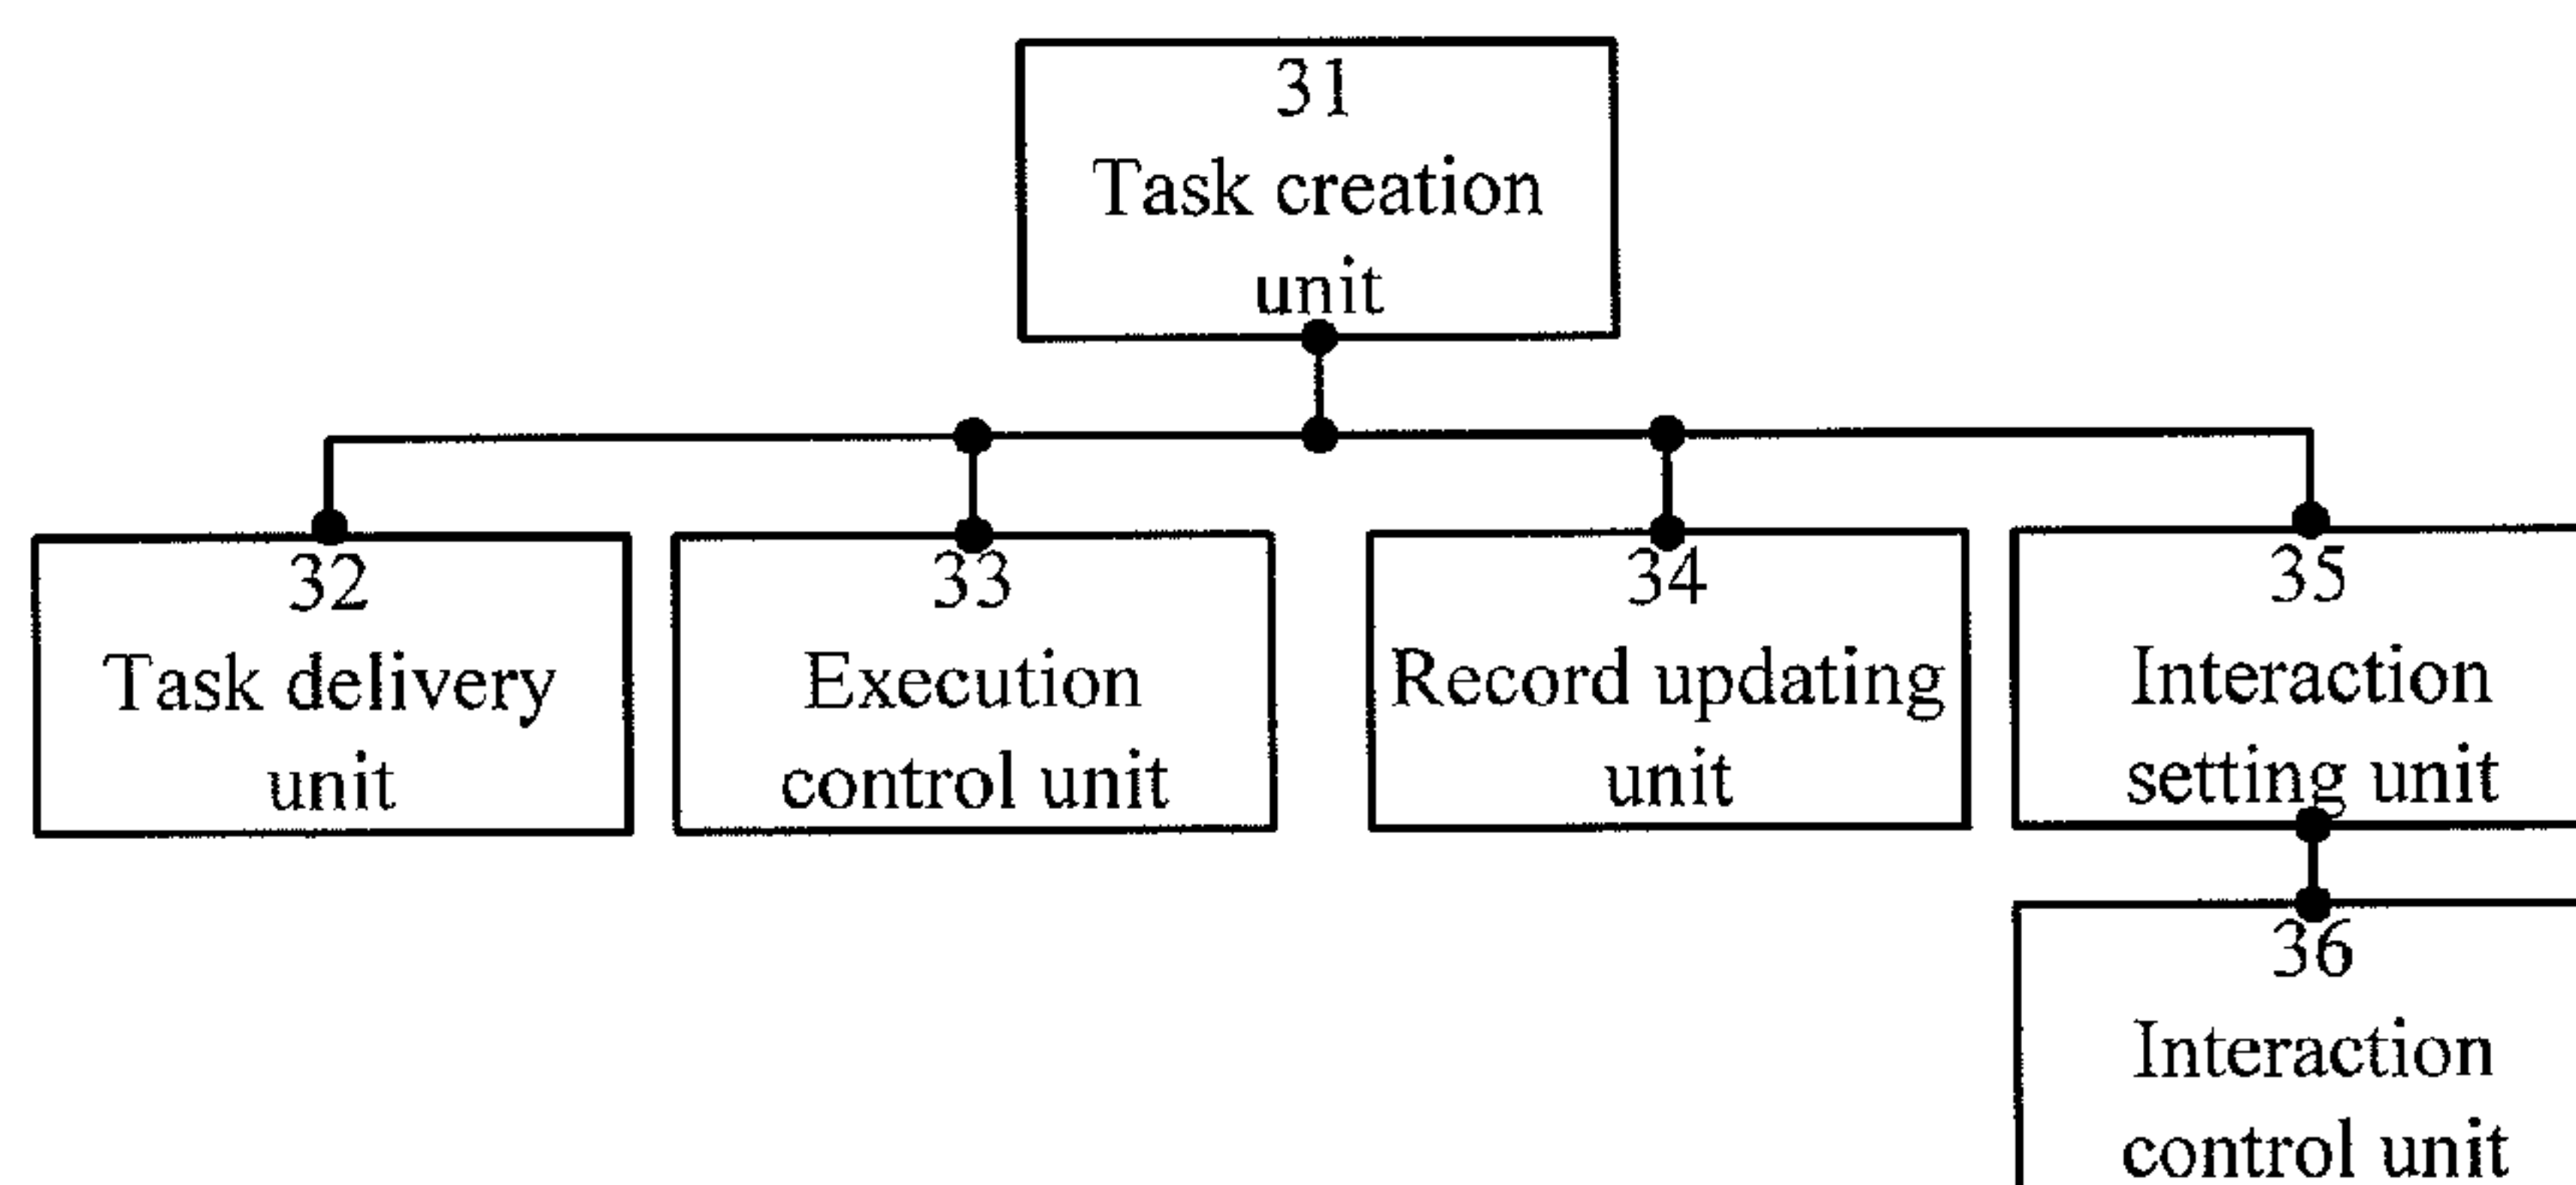 31
Task creation
unit
32
Task delivery
unit
33
Execution
control unit
34
Record updating
unit
35
Interaction
setting unit
36
Interaction
control unit